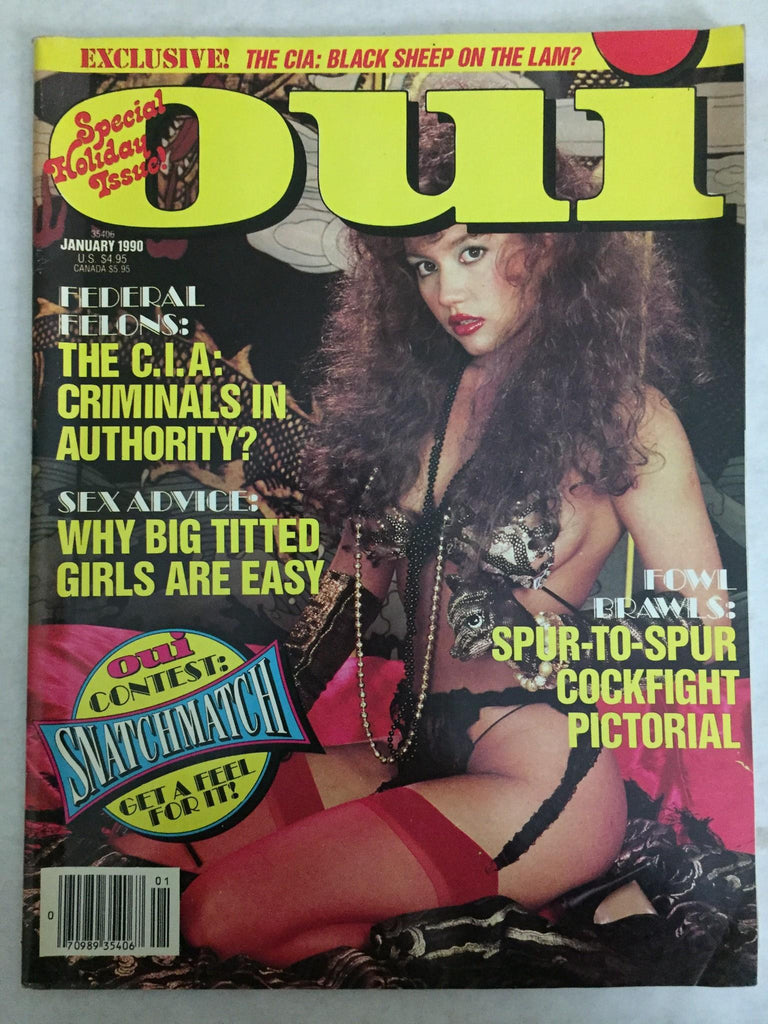 EXCLUSIVE! THE CIA: BLACK SHEEP ON THE LAM?
oui
Special
Holiday
Issue!
35406
JANUARY 1990
U.S. $4.95
CANADA $5.95
FEDERAL
FELONS:
THE C.I.A:
CRIMINALS IN
AUTHORITY?
SEX ADVICE:
WHY BIG TITTED
GIRLS ARE EASY
FOWL
BRAWLS:
SPUR-TO-SPUR
COCKFIGHT
PICTORIAL
oui
CONTEST:
SNATCHMATCH
GET A FEEL
FOR IT!
01
0 70989 35406